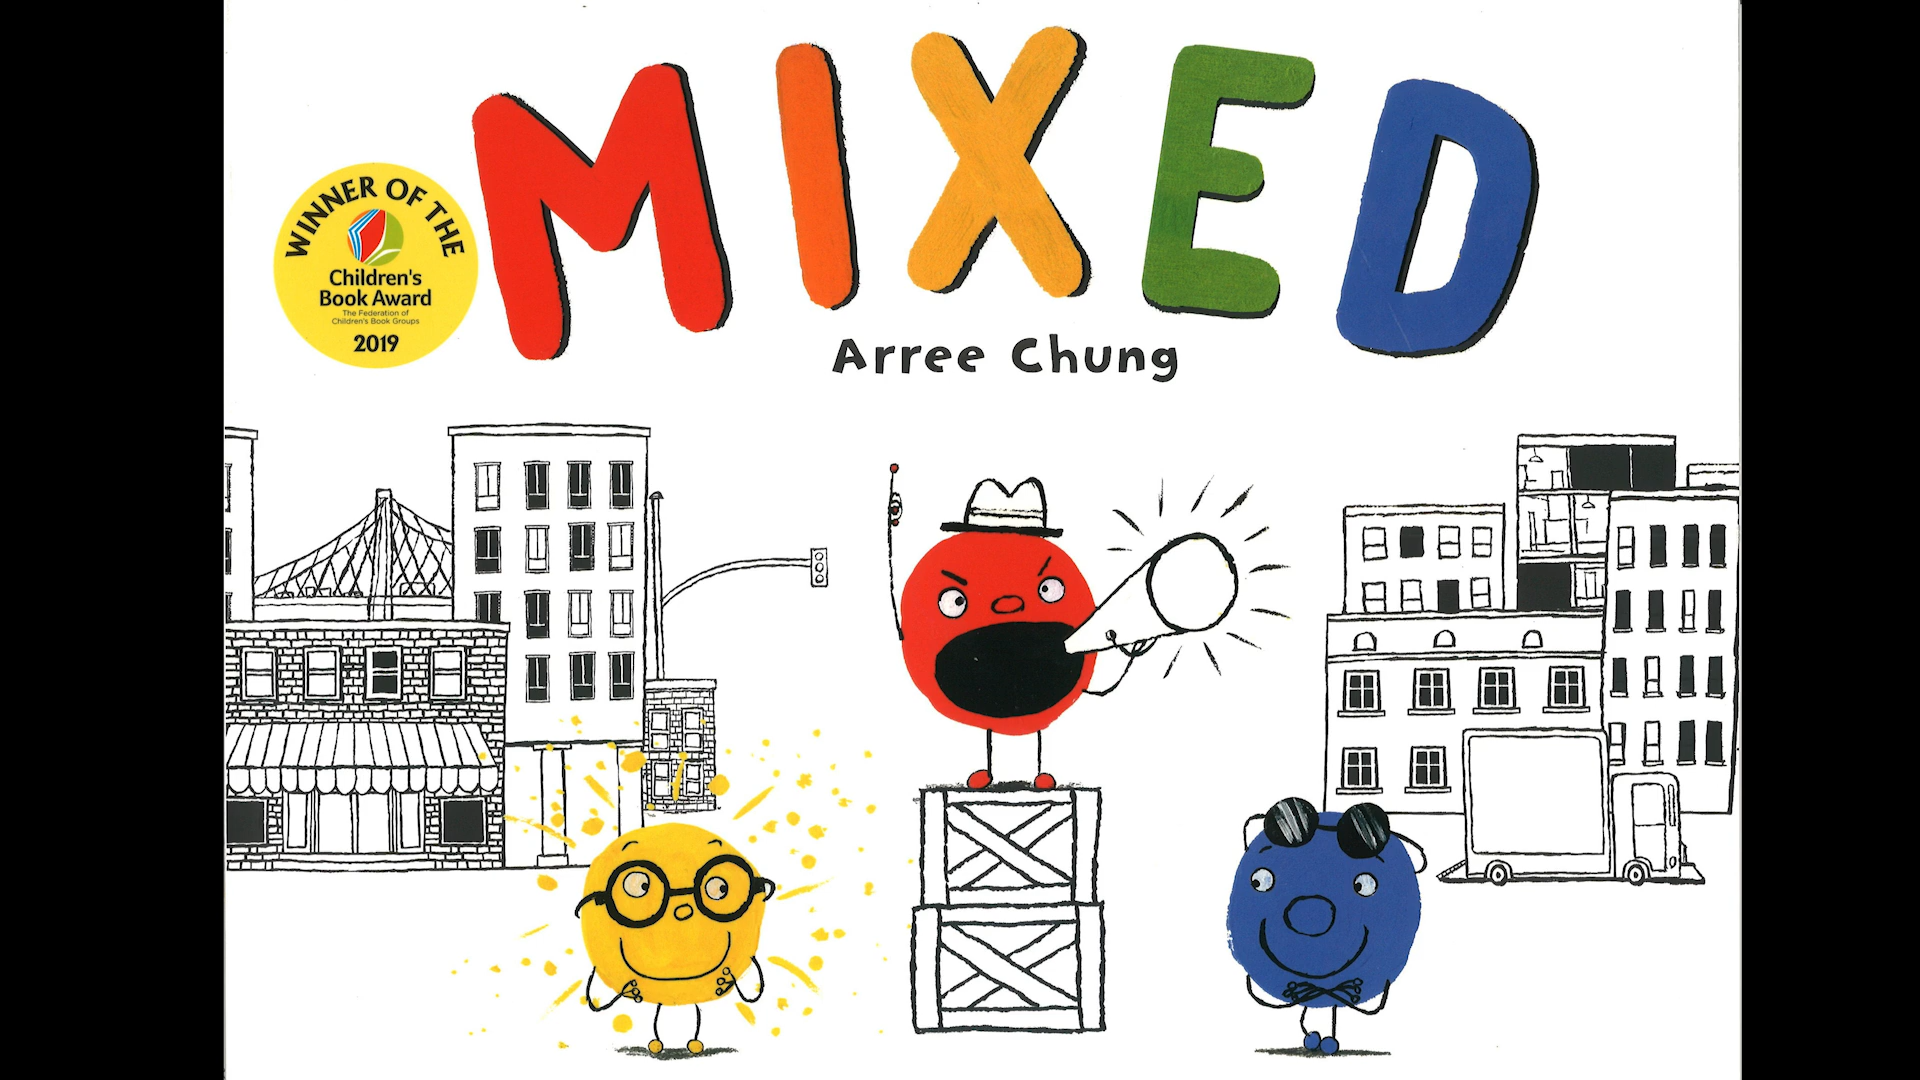 MIXED
WINNER OF THE
Children's
Book Award
The Federation of
Children's Book Groups
2019
Arree Chung